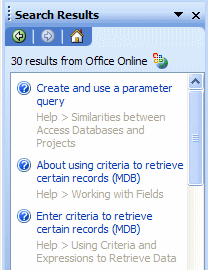 Search Results
30 results from Office Online
Create and use a parameter
query
Help > Similarities between
Access Databases and
Projects
About using criteria to retrieve
certain records (MDB)
Help > Working with Fields
Enter criteria to retrieve
certain records (MDB)
Help > Using Criteria and
Expressions to Retrieve Data